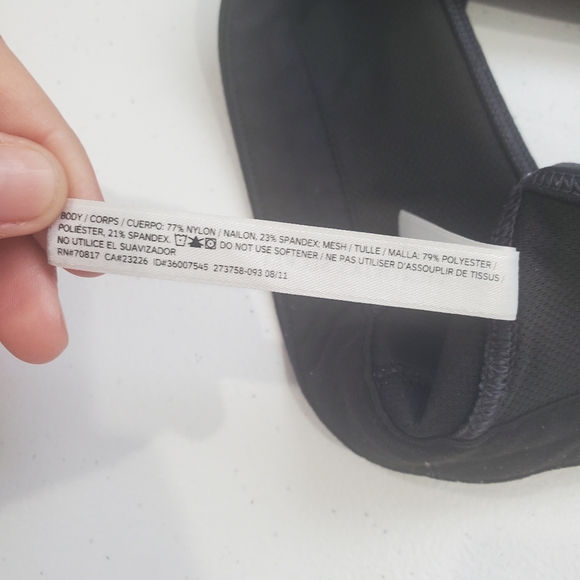 BODY / CORPS / CUERPO: 77% NYLON / NAILON, 23% SPANDEX; MESH / TULLE / MALLA: 79% POLYESTER /
POLIÉSTER, 21% SPANDEX. DO NOT USE SOFTENER / NE PAS UTILISER D'ASSOUPLIR DE TISSUS /
NO UTILICE EL SUAVIZADOR
RN#70817 CA#23226 ID#36007545 273758-093 08/11